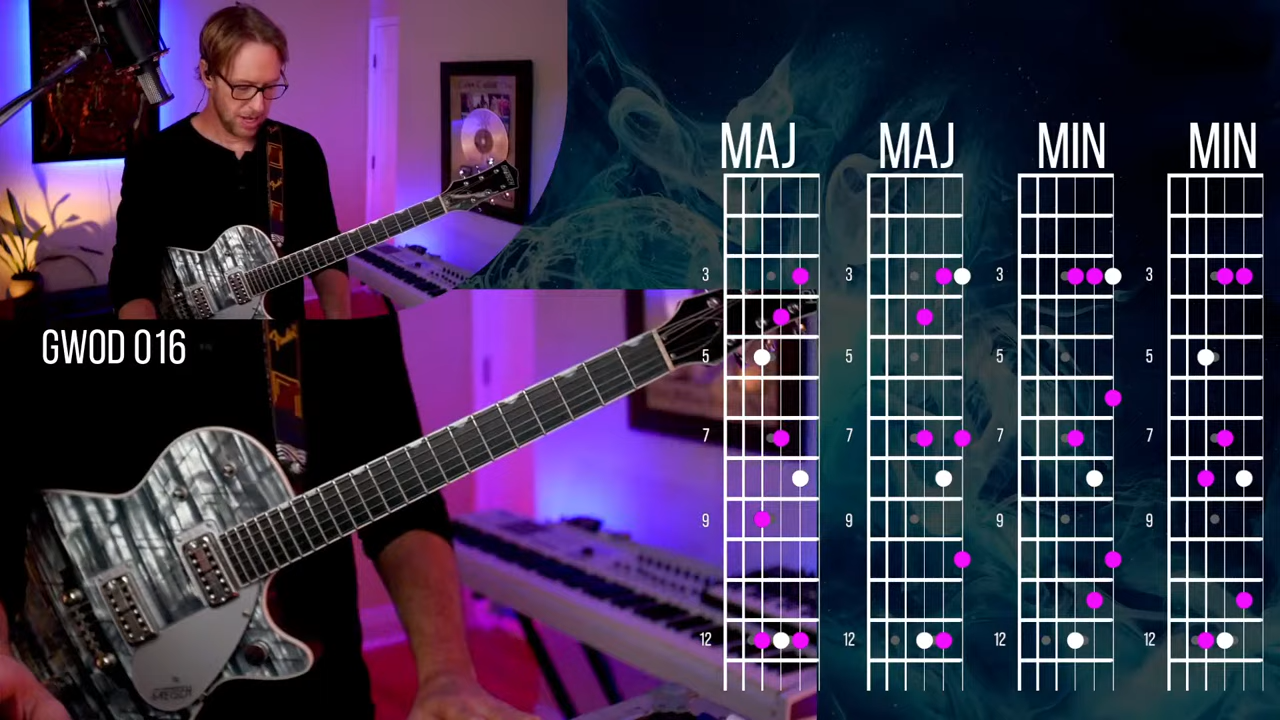 MAJ MAJ MIN MIN
3 3 3 3
GWOD 016
5 5 5 5
7 7 7 7
9 9 9 9
12 12 12 12